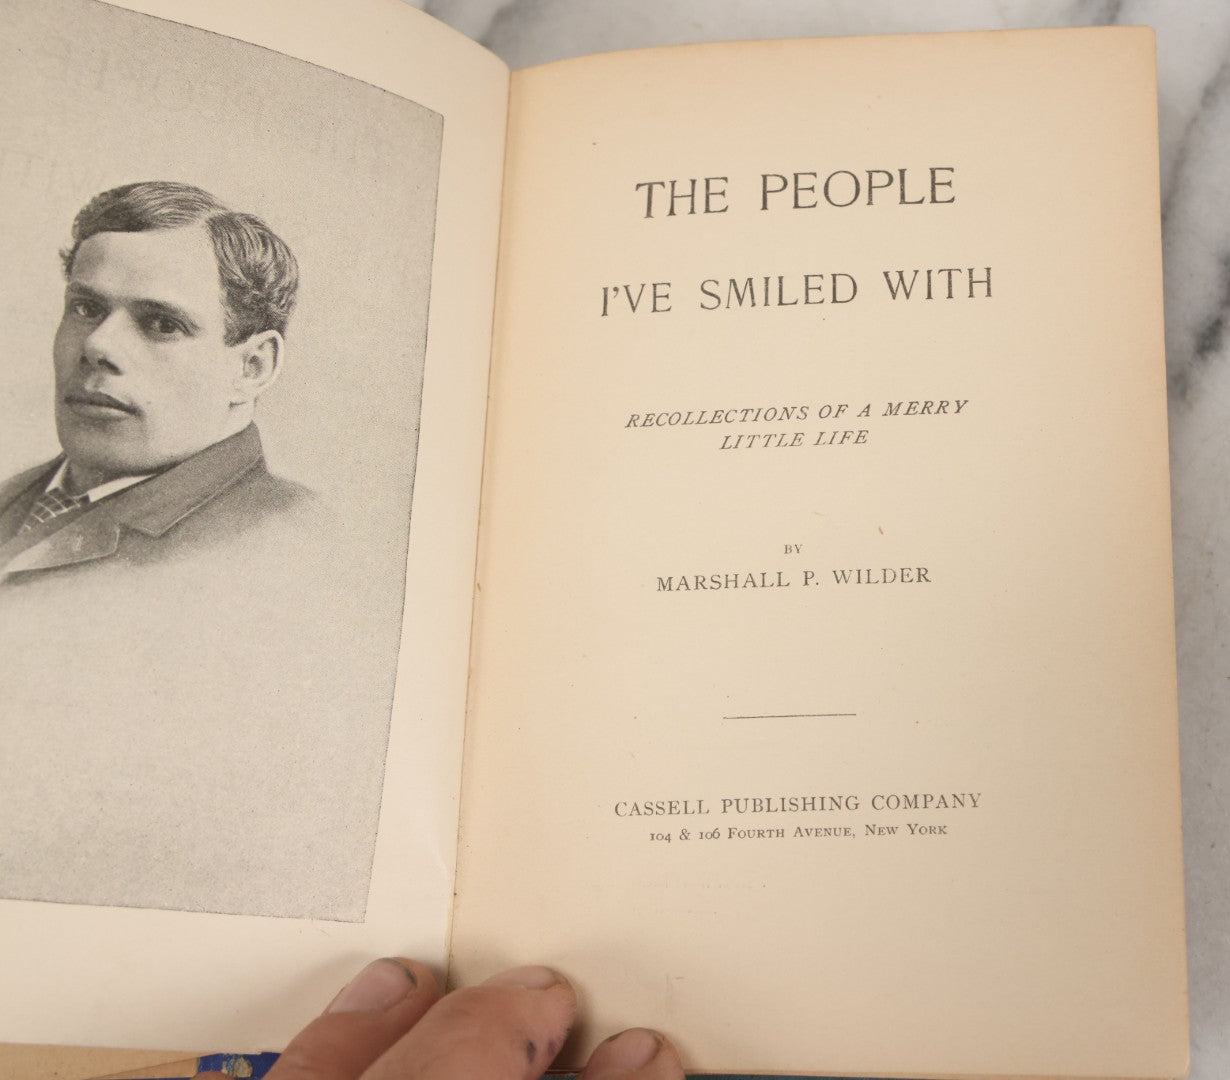 THE PEOPLE
I'VE SMILED WITH
RECOLLECTIONS OF A MERRY
LITTLE LIFE
BY
MARSHALL P. WILDER
CASSELL PUBLISHING COMPANY
104 & 106 FOURTH AVENUE, NEW YORK